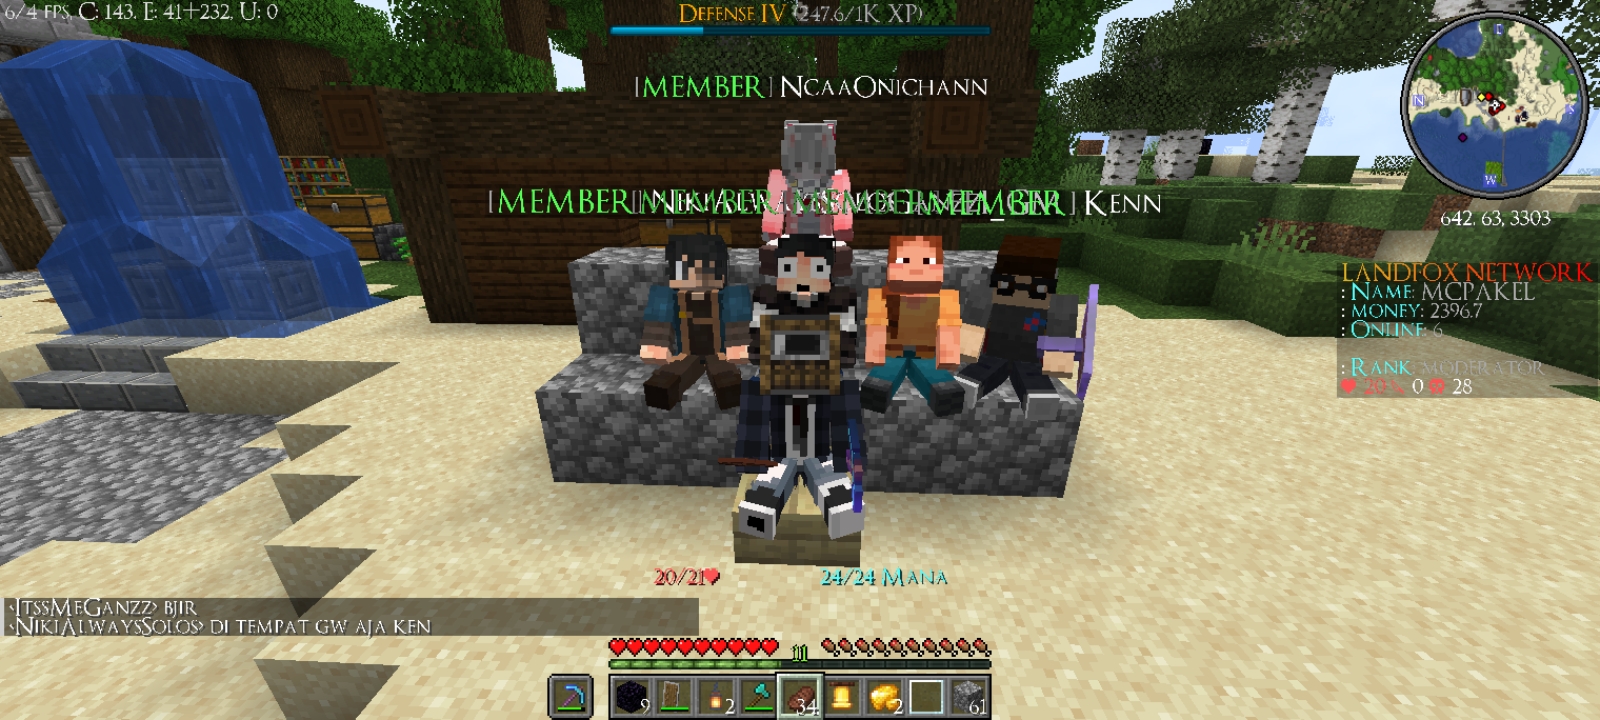 6/4 FPS, C: 143. E: 41+232, U: 0
DEFENSE IV (247.6/1K XP)
[MEMBER] NCAAONICHANN
[MEMBER]
MEMBER
MEMBER] KENN
L
N
S
W
642, 63, 3303
LANDFOX NETWORK
: NAME: MCPAKEL
: MONEY: 2396.7
: ONLINE: 6
: RANK: MODERATOR
20 0 28
20/21 24/24 MANA
<ITSSMEGANZZ> BJIR
<NIKIALWAYSSOLOS> DI TEMPAT GW AJA KEN
11
9 2 34 2 61